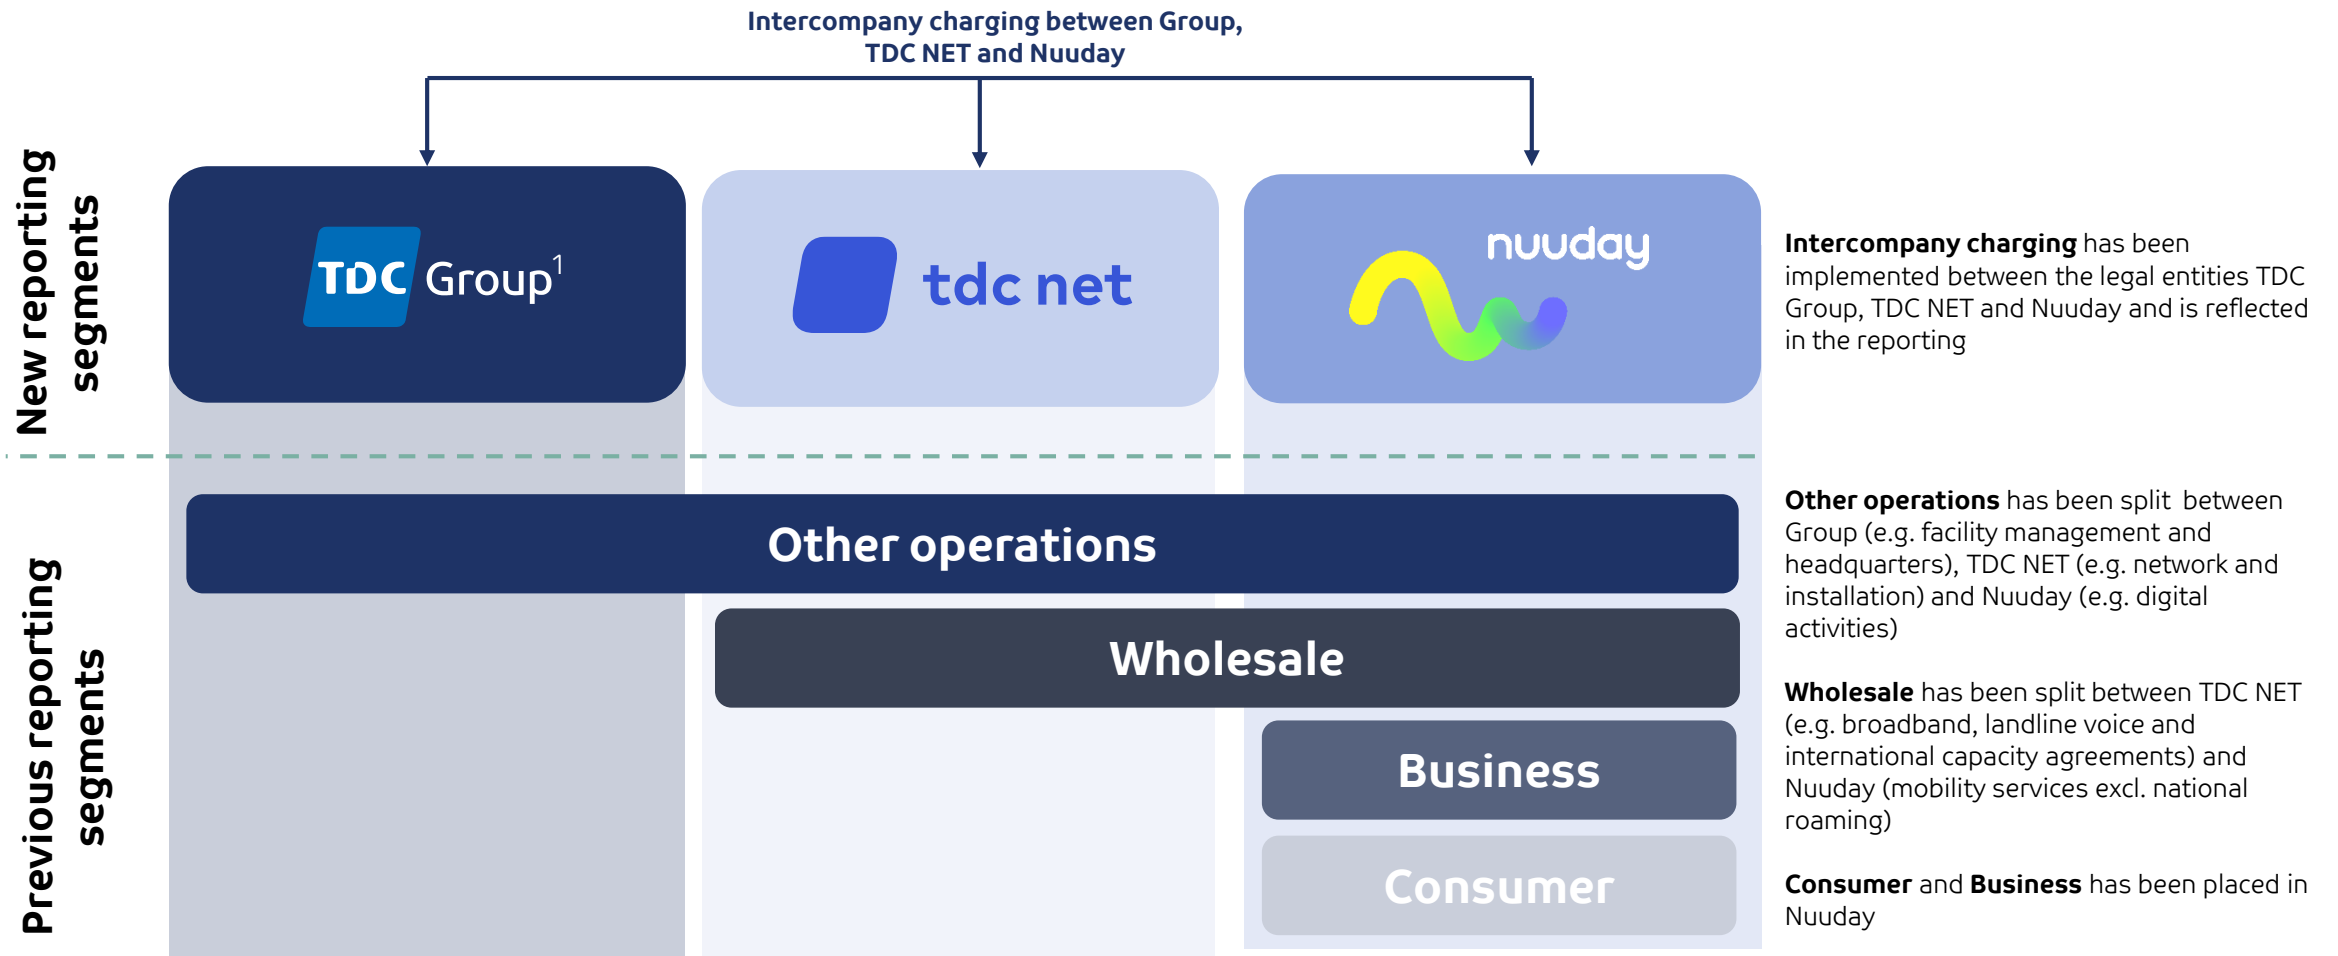 Intercompany charging between Group,
TDC NET and Nuuday
New reporting
segments
TDC Group¹
tdc net
nuuday
Intercompany charging has been
implemented between the legal entities TDC
Group, TDC NET and Nuuday and is reflected
in the reporting
Previous reporting
segments
Other operations
Wholesale
Business
Consumer
Other operations has been split between
Group (e.g. facility management and
headquarters), TDC NET (e.g. network and
installation) and Nuuday (e.g. digital
activities)
Wholesale has been split between TDC NET
(e.g. broadband, landline voice and
international capacity agreements) and
Nuuday (mobility services excl. national
roaming)
Consumer and Business has been placed in
Nuuday